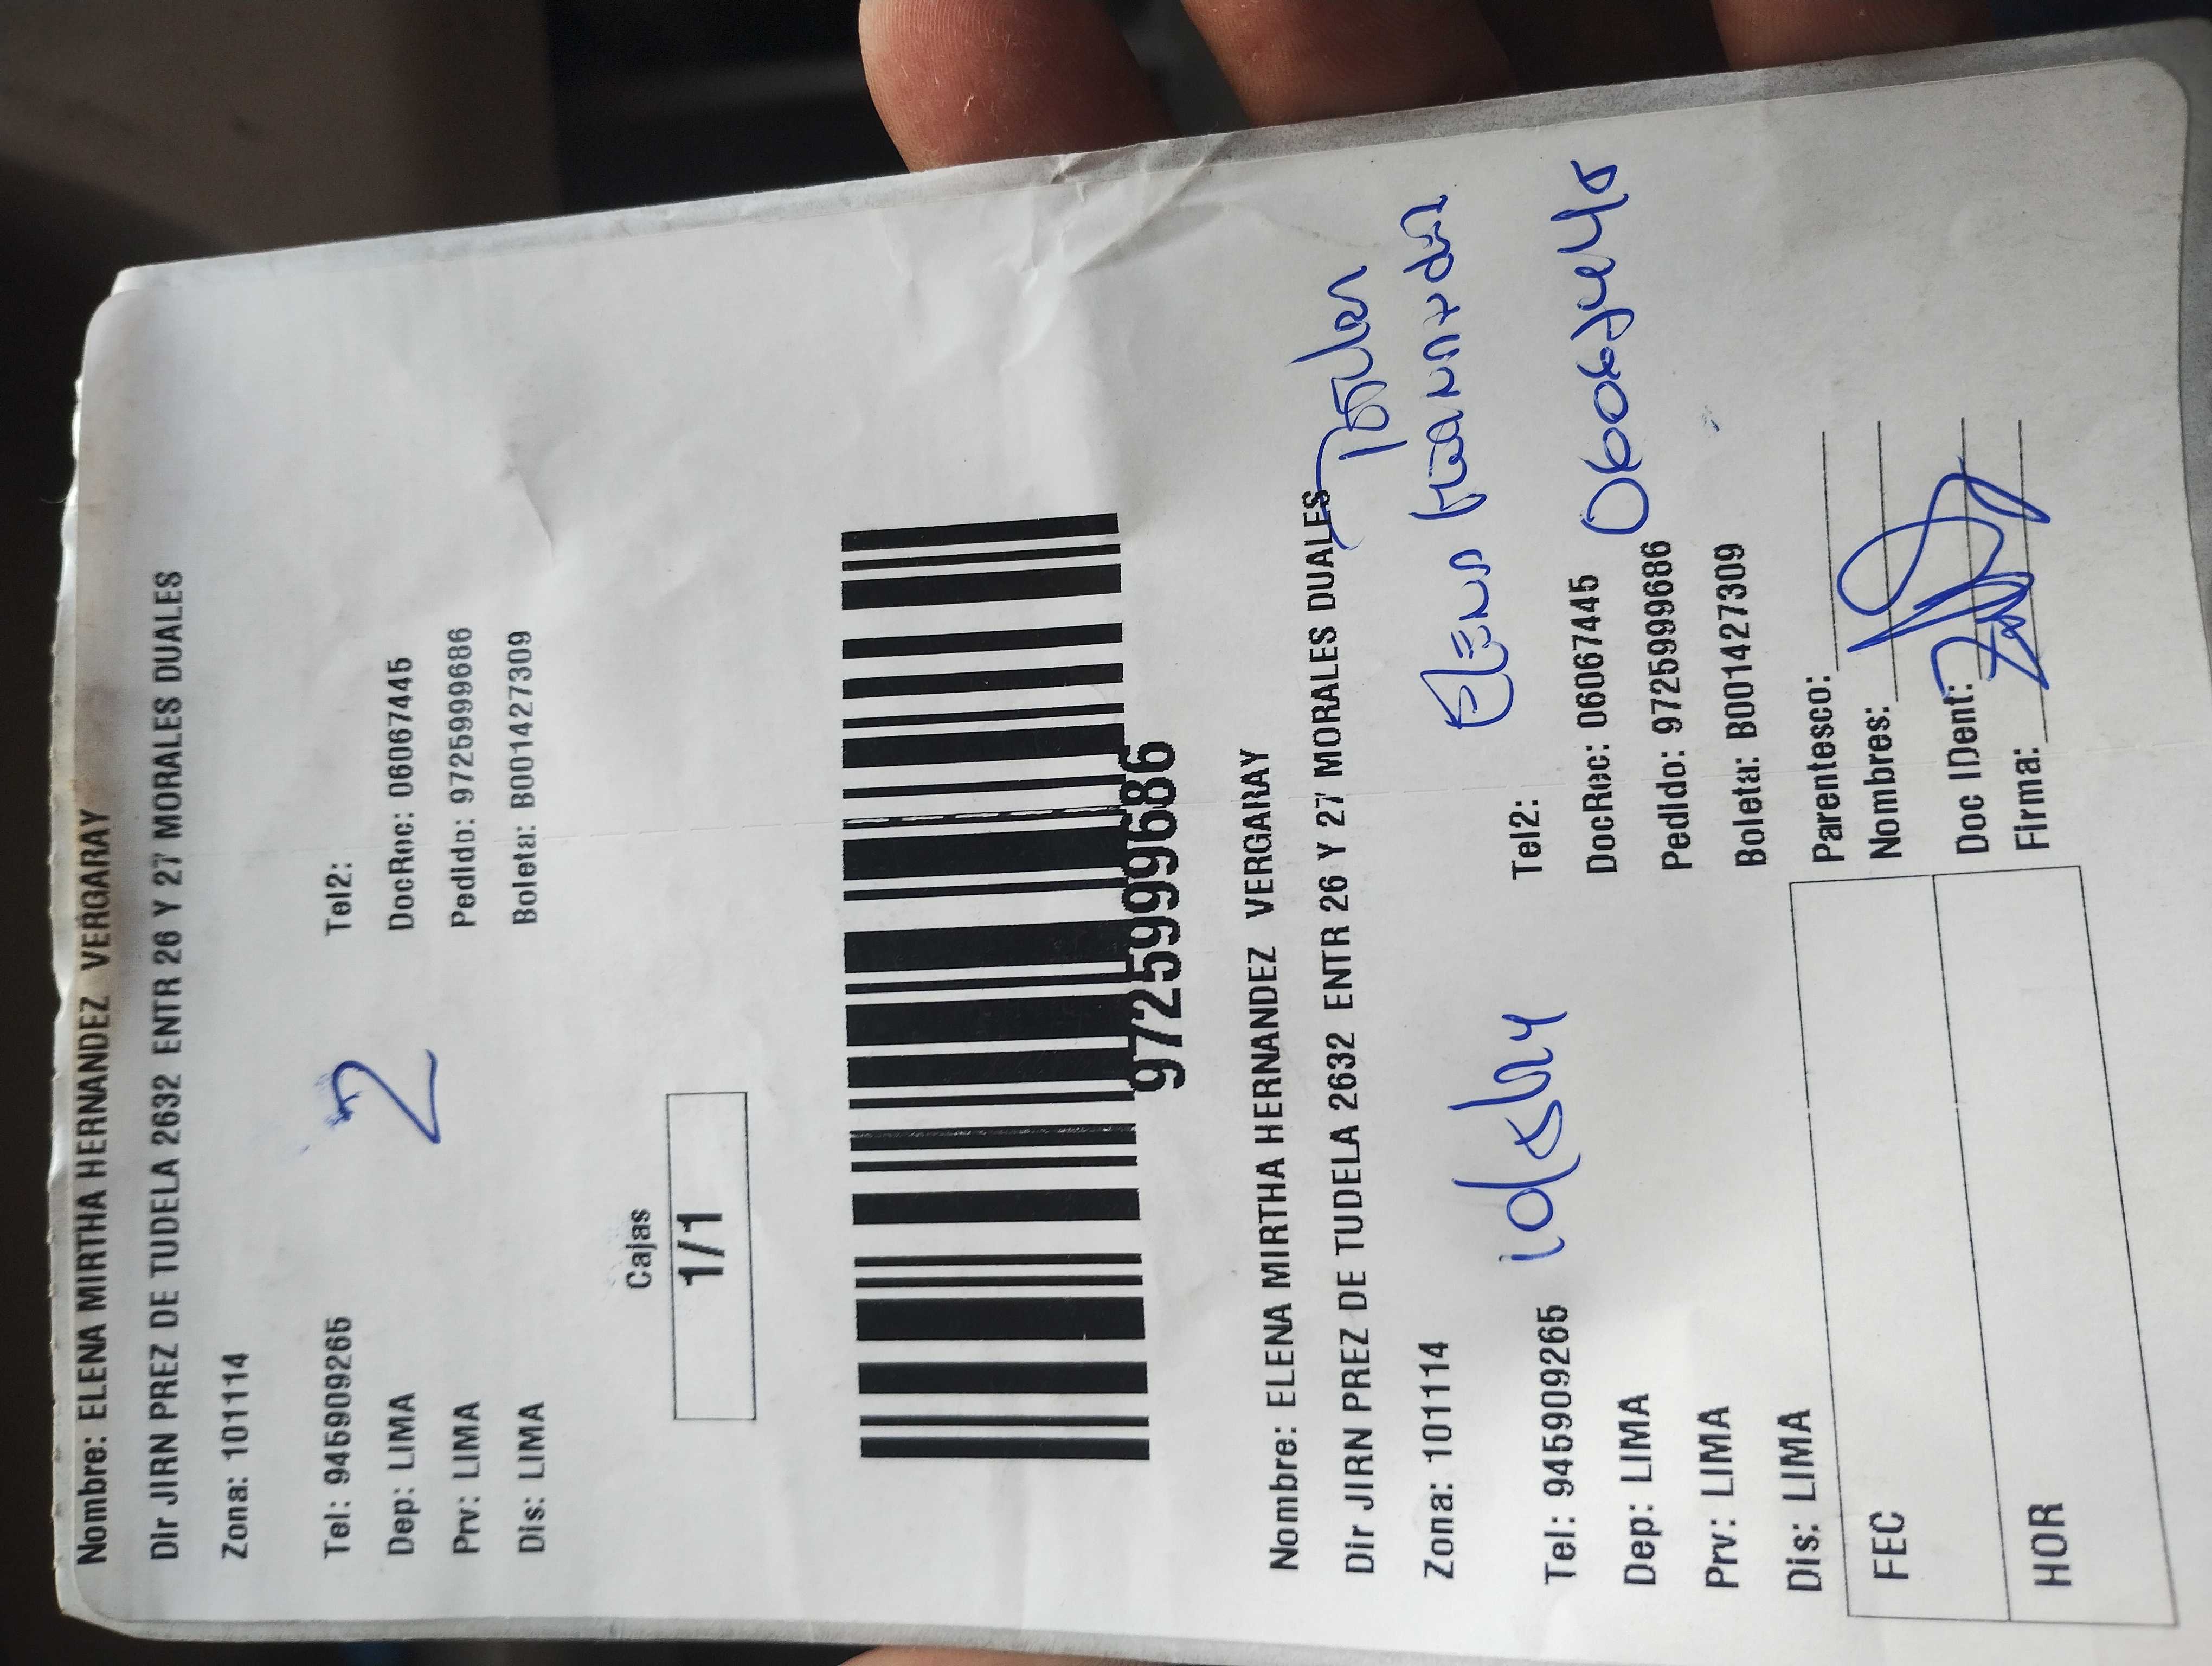 Nombre: ELENA MIRTHA HERNANDEZ VERGARAY
Dir JIRN PREZ DE TUDELA 2632 ENTR 26 Y 27 MORALES DUALES
Zona: 101114
2
Tel: 945909265 Tel2:
Dep: LIMA DocRec: 06067445
Prv: LIMA Pedido: 9725999686
Dis: LIMA Boleta: B001427309
Cajas
1/1
9725999686
Nombre: ELENA MIRTHA HERNANDEZ VERGARAY
Dir JIRN PREZ DE TUDELA 2632 ENTR 26 Y 27 MORALES DUALES
Zona: 101114
Elena Hernandez
Tel: 945909265 Tel2:
Dep: LIMA DocRec: 06067445
Prv: LIMA Pedido: 9725999686
Dis: LIMA Boleta: B001427309
FEC Parentesco:
Nombres:
HOR Doc IDent:
Firma: